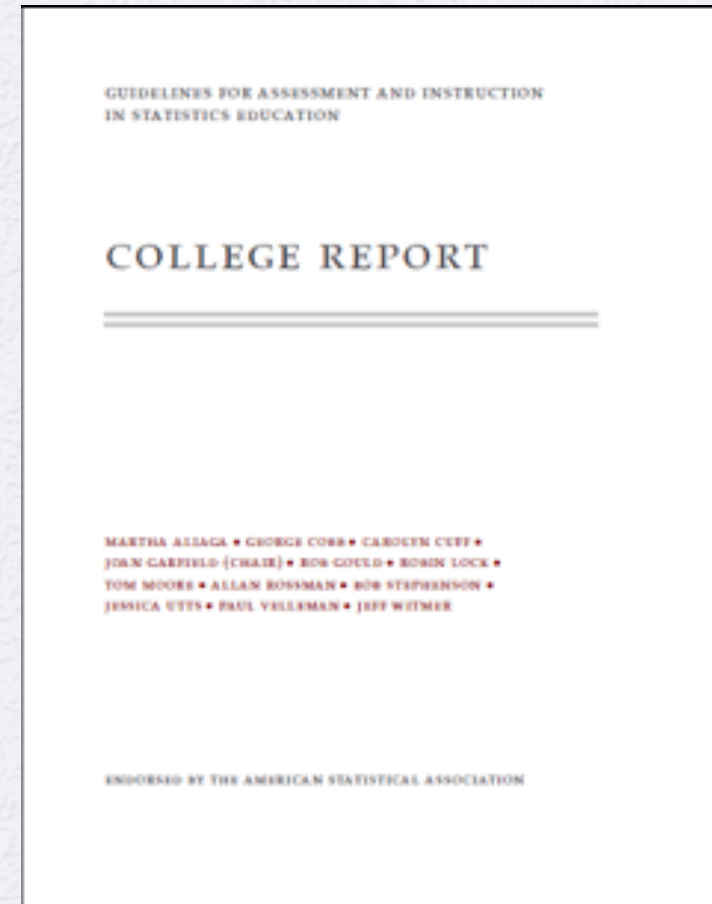 GUIDELINES FOR ASSESSMENT AND INSTRUCTION
IN STATISTICS EDUCATION
COLLEGE REPORT
MARTHA ALIAGA • GEORGE COBB • CAROLYN CUFF •
JOAN GARFIELD (CHAIR) • ROB GOULD • ROBIN LOCK •
TOM MOORE • ALLAN ROSSMAN • BOB STEPHENSON •
JESSICA UTTS • PAUL VELLEMAN • JEFF WITMER
ENDORSED BY THE AMERICAN STATISTICAL ASSOCIATION